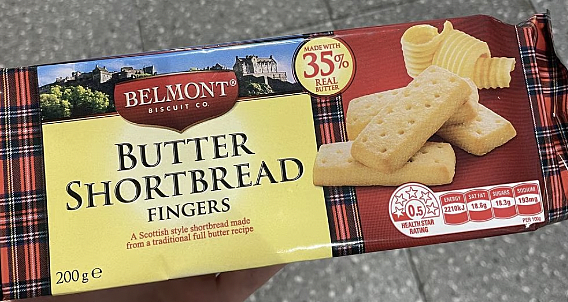 BELMONT®
BISCUIT CO.
MADE WITH
35%
REAL
BUTTER
BUTTER
SHORTBREAD
FINGERS
A Scottish style shortbread made
from a traditional full butter recipe
200g e
0.5
HEALTH STAR
RATING
ENERGY SAT FAT SUGARS SODIUM
2210kJ 18.6g 16.3g 193mg
PER 100g